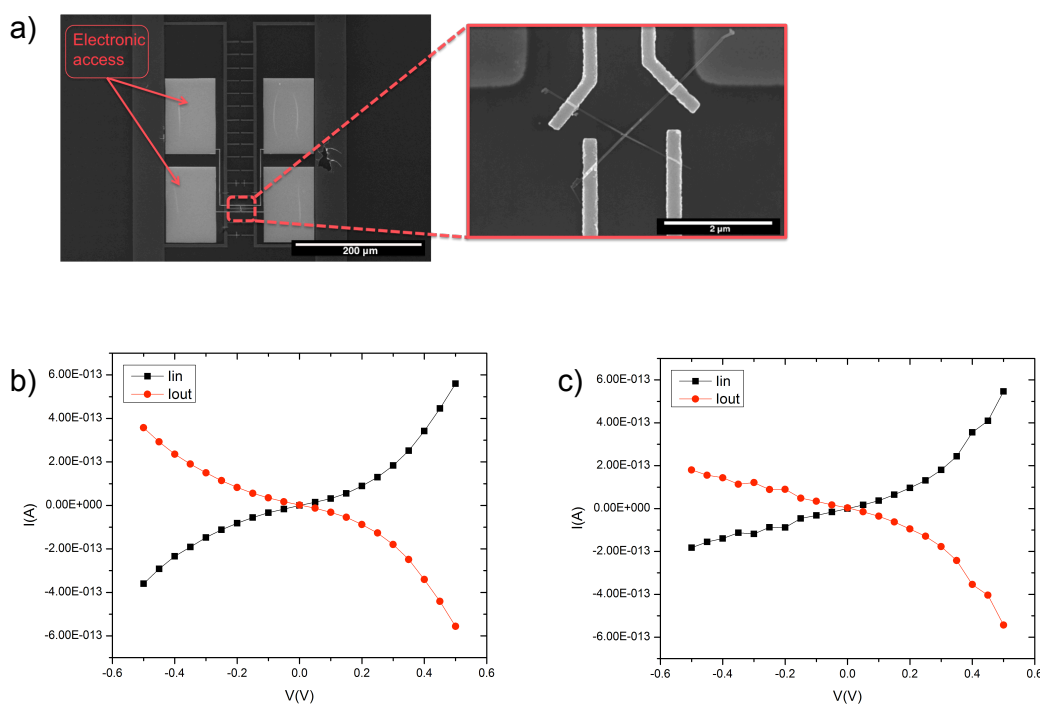 a)
Electronic
access
200 µm
2 µm
b)
Iin
Iout
6.00E-013
4.00E-013
2.00E-013
0.00E+000
-2.00E-013
-4.00E-013
-6.00E-013
I(A)
-0.6 -0.4 -0.2 0.0 0.2 0.4 0.6
V(V)
c)
Iin
Iout
6.00E-013
4.00E-013
2.00E-013
0.00E+000
-2.00E-013
-4.00E-013
-6.00E-013
I(A)
-0.6 -0.4 -0.2 0.0 0.2 0.4 0.6
V(V)